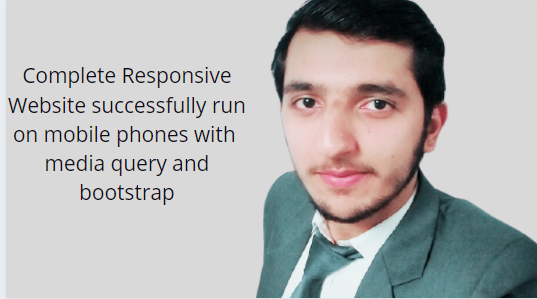 Complete Responsive
Website successfully run
on mobile phones with
media query and
bootstrap